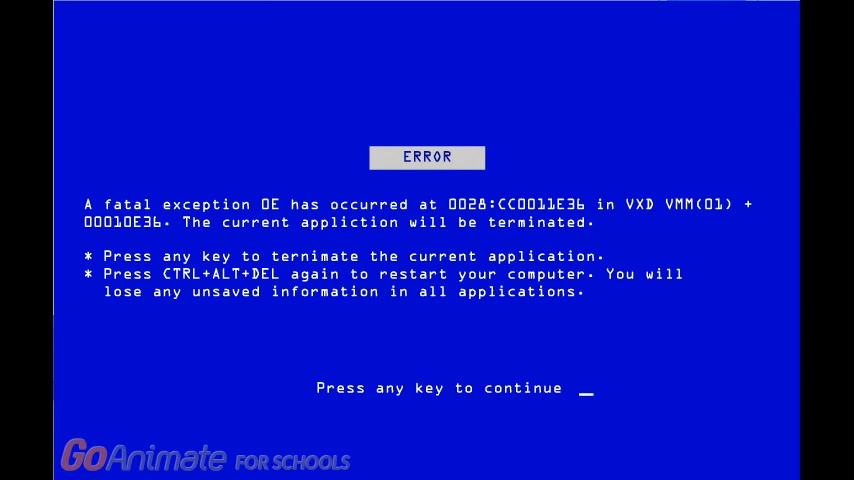 ERROR
A fatal exception 0E has occurred at 0028:CC0011E36 in VXD VMM(01) +
00010E36. The current appliction will be terminated.
* Press any key to ternimate the current application.
* Press CTRL+ALT+DEL again to restart your computer. You will
lose any unsaved information in all applications.
Press any key to continue _
GoAnimate FOR SCHOOLS